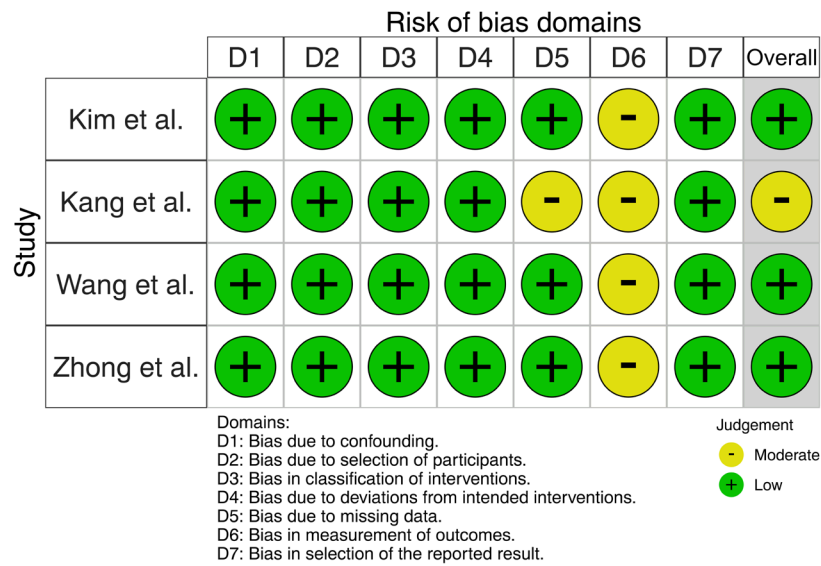 Risk of bias domains
D1 D2 D3 D4 D5 D6 D7 Overall
Study
Kim et al. + + + + + - + +
Kang et al. + + + + - - + -
Wang et al. + + + + + - + +
Zhong et al. + + + + + - + +
Domains:
D1: Bias due to confounding.
D2: Bias due to selection of participants.
D3: Bias in classification of interventions.
D4: Bias due to deviations from intended interventions.
D5: Bias due to missing data.
D6: Bias in measurement of outcomes.
D7: Bias in selection of the reported result.
Judgement
- Moderate
+ Low